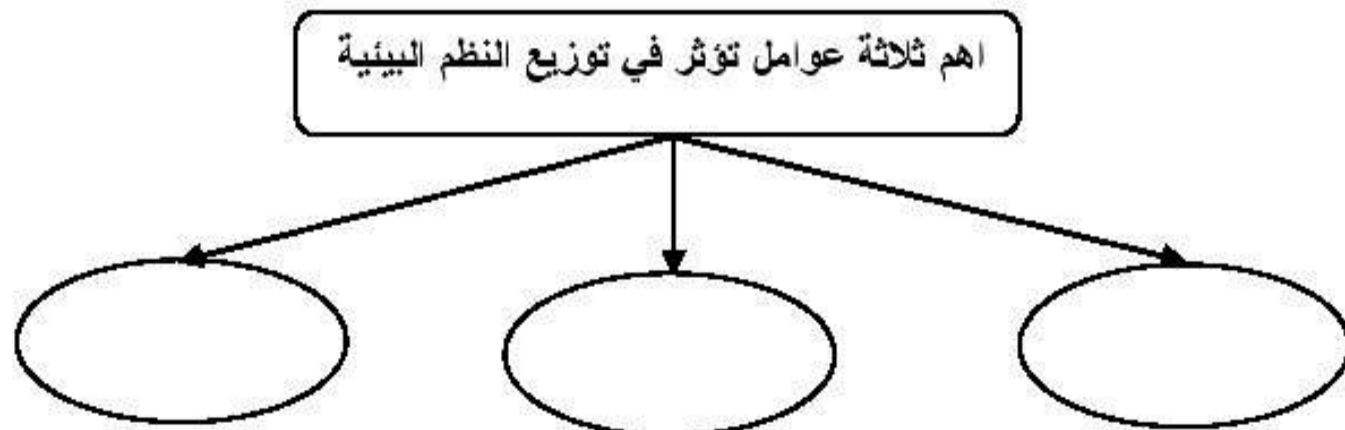 اهم ثلاثة عوامل تؤثر في توزيع النظم البيئية